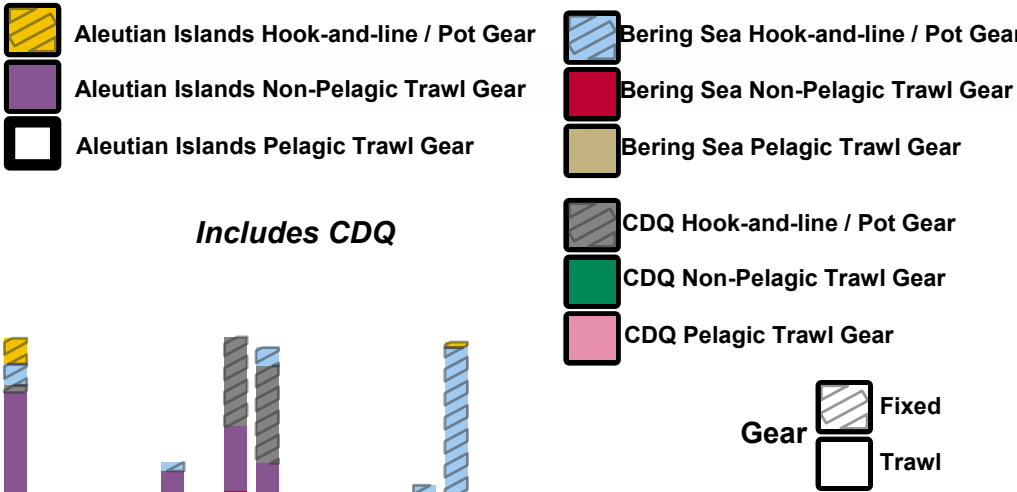 Aleutian Islands Hook-and-line / Pot Gear
Aleutian Islands Non-Pelagic Trawl Gear
Aleutian Islands Pelagic Trawl Gear
Includes CDQ
Bering Sea Hook-and-line / Pot Gear
Bering Sea Non-Pelagic Trawl Gear
Bering Sea Pelagic Trawl Gear
CDQ Hook-and-line / Pot Gear
CDQ Non-Pelagic Trawl Gear
CDQ Pelagic Trawl Gear
Gear
Fixed
Trawl